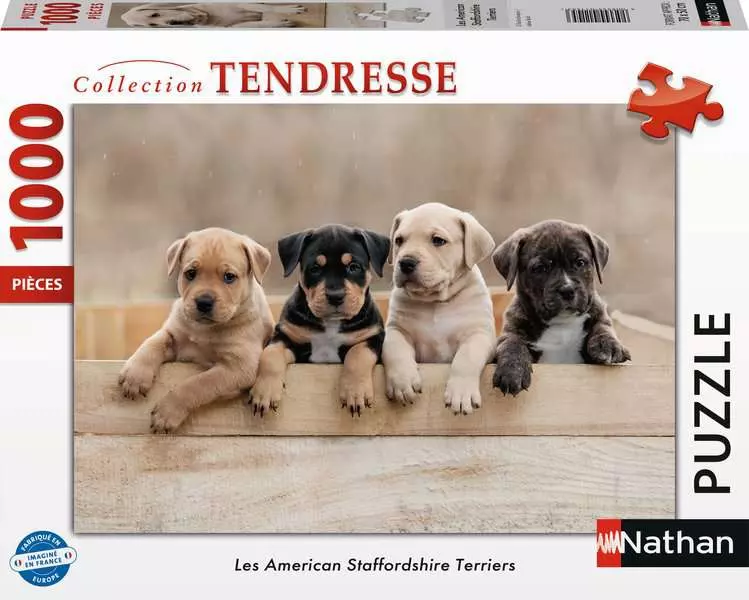 PUZZLE
1000
PIÈCES
Les American
Staffordshire
Terriers
Nathan
Collection TENDRESSE
1000
PIÈCES
PUZZLE
FABRIQUÉ EN
IMAGINÉ
EN FRANCE
EUROPE
Les American Staffordshire Terriers
Nathan